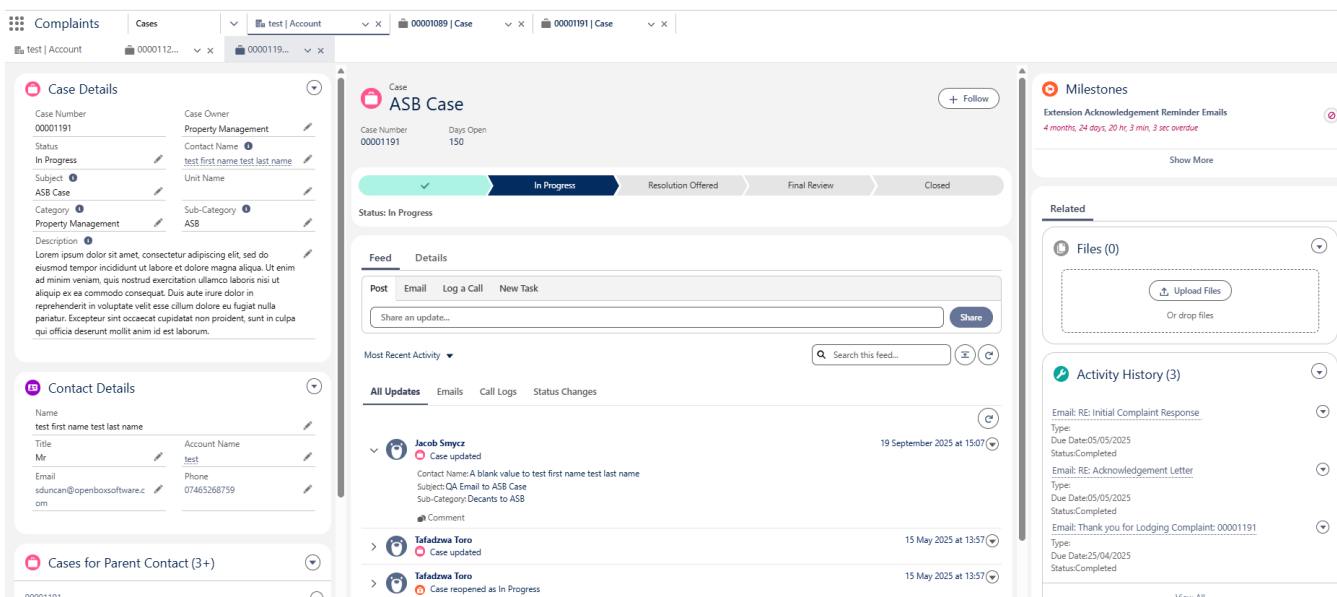 Complaints
Cases
test | Account
00001089 | Case
00001191 | Case
test | Account
0000112...
0000119...
Case Details
Case Number
00001191
Case Owner
Property Management
Status
In Progress
Contact Name
test first name test last name
Subject
ASB Case
Unit Name
Category
Property Management
Sub-Category
ASB
Description
Lorem ipsum dolor sit amet, consectetur adipiscing elit, sed do
eiusmod tempor incididunt ut labore et dolore magna aliqua. Ut enim
ad minim veniam, quis nostrud exercitation ullamco laboris nisi ut
aliquip ex ea commodo consequat. Duis aute irure dolor in
reprehenderit in voluptate velit esse cillum dolore eu fugiat nulla
pariatur. Excepteur sint occaecat cupidatat non proident, sunt in culpa
qui officia deserunt mollit anim id est laborum.
Contact Details
Name
test first name test last name
Title
Mr
Account Name
test
Email
sduncan@openboxsoftware.c
om
Phone
07465268759
Cases for Parent Contact (3+)
00001191
Case
ASB Case
Follow
Case Number
00001191
Days Open
150
In Progress
Resolution Offered
Final Review
Closed
Status: In Progress
Feed
Details
Post
Email
Log a Call
New Task
Share an update...
Share
Most Recent Activity
Search this feed...
All Updates
Emails
Call Logs
Status Changes
Jacob Smycz
19 September 2025 at 15:07
Case updated
Contact Name:A blank value to test first name test last name
Subject:QA Email to ASB Case
Sub-Category:Decants to ASB
Comment
Tafadzwa Toro
15 May 2025 at 13:57
Case updated
Tafadzwa Toro
15 May 2025 at 13:57
Case reopened as In Progress
Milestones
Extension Acknowledgement Reminder Emails
4 months, 24 days, 20 hr, 3 min, 3 sec overdue
Show More
Related
Files (0)
Upload Files
Or drop files
Activity History (3)
Email: RE: Initial Complaint Response
Type:
Due Date:05/05/2025
Status:Completed
Email: RE: Acknowledgement Letter
Type:
Due Date:05/05/2025
Status:Completed
Email: Thank you for Lodging Complaint: 00001191
Type:
Due Date:25/04/2025
Status:Completed
View All